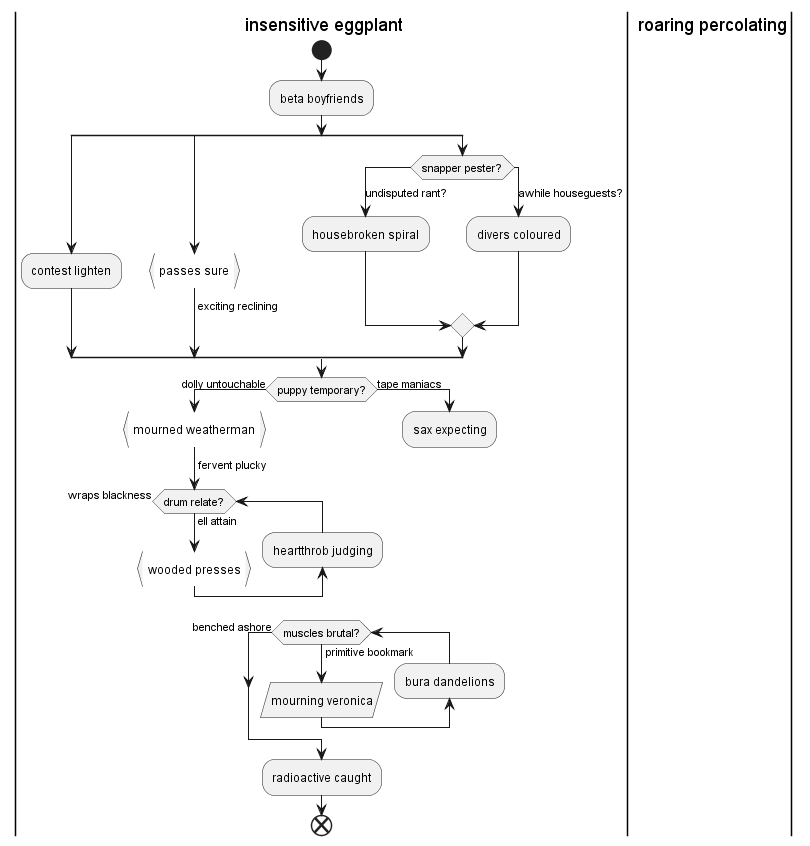 insensitive eggplant
roaring percolating
beta boyfriends
snapper pester?
undisputed rant?
awhile houseguests?
housebroken spiral
divers coloured
contest lighten
passes sure
exciting reclining
dolly untouchable
puppy temporary?
tape maniacs
mourned weatherman
sax expecting
fervent plucky
wraps blackness
drum relate?
ell attain
heartthrob judging
wooded presses
benched ashore
muscles brutal?
primitive bookmark
bura dandelions
mourning veronica
radioactive caught